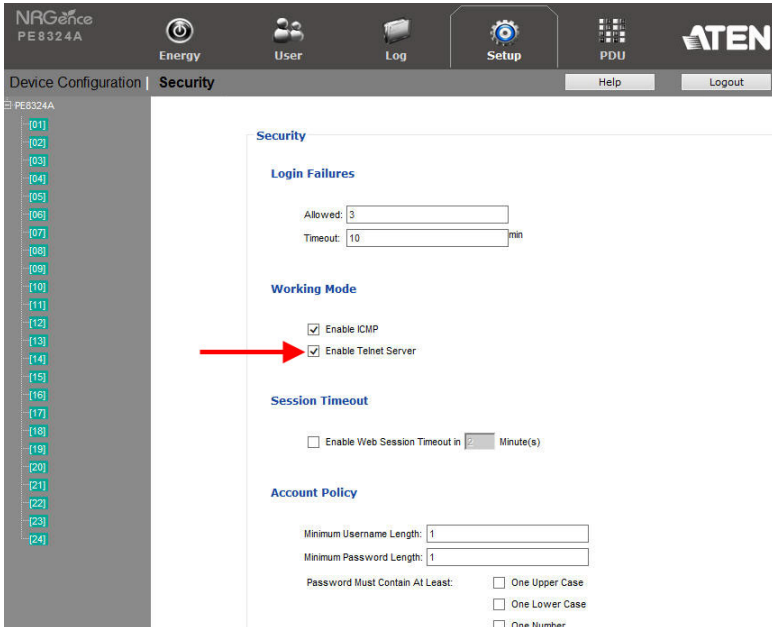 NRGence
PE8324A
Energy
User
Log
Setup
PDU
ATEN
Device Configuration | Security
Help
Logout
PE8324A
[01]
[02]
[03]
[04]
[05]
[06]
[07]
[08]
[09]
[10]
[11]
[12]
[13]
[14]
[15]
[16]
[17]
[18]
[19]
[20]
[21]
[22]
[23]
[24]
Security
Login Failures
Allowed: 3
Timeout: 10 min
Working Mode
Enable ICMP
Enable Telnet Server
Session Timeout
Enable Web Session Timeout in 2 Minute(s)
Account Policy
Minimum Username Length: 1
Minimum Password Length: 1
Password Must Contain At Least: One Upper Case
One Lower Case
One Number